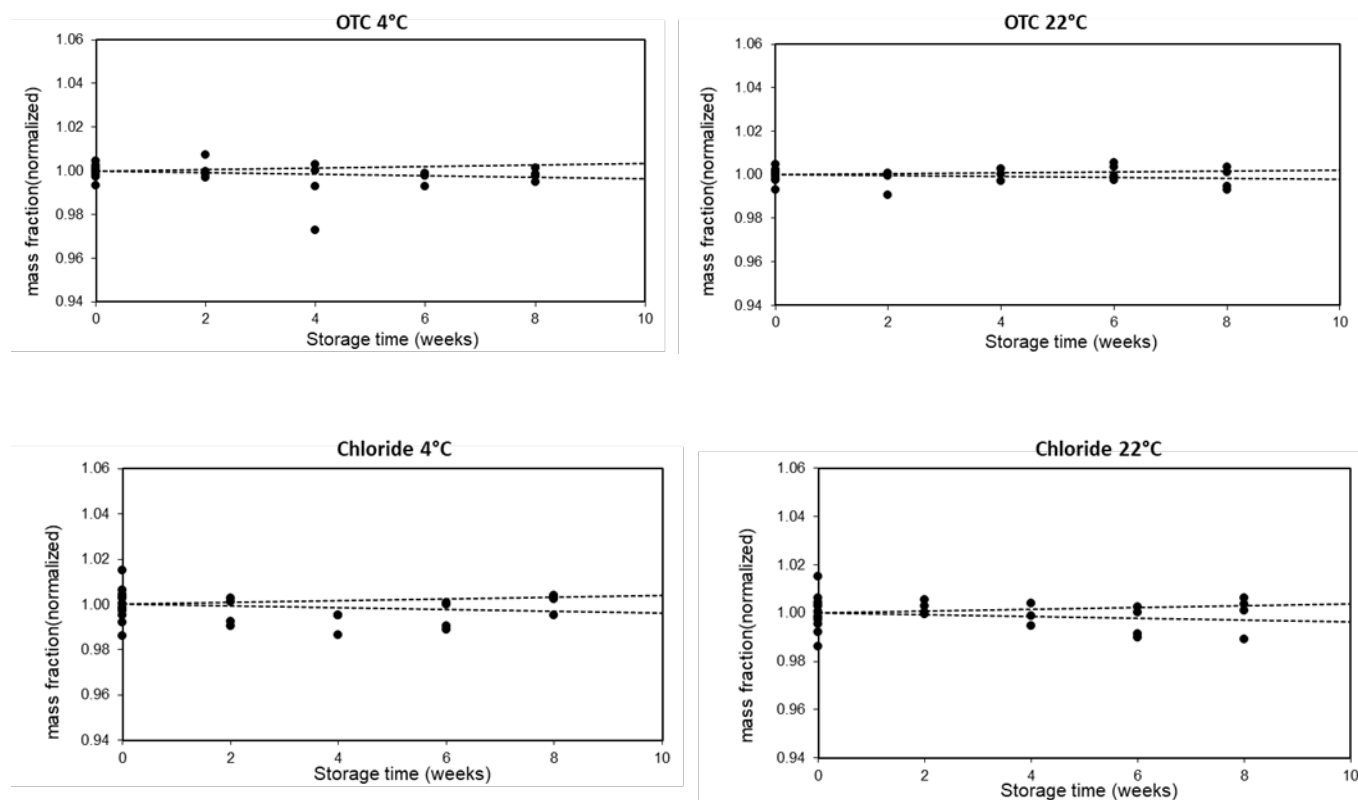 OTC 4°C
1.06
1.04
1.02
1.00
0.98
0.96
0.94
mass fraction(normalized)
0 2 4 6 8 10
Storage time (weeks)
OTC 22°C
1.06
1.04
1.02
1.00
0.98
0.96
0.94
mass fraction(normalized)
0 2 4 6 8 10
Storage time (weeks)
Chloride 4°C
1.06
1.04
1.02
1.00
0.98
0.96
0.94
mass fraction(normalized)
0 2 4 6 8 10
Storage time (weeks)
Chloride 22°C
1.06
1.04
1.02
1.00
0.98
0.96
0.94
mass fraction(normalized)
0 2 4 6 8 10
Storage time (weeks)